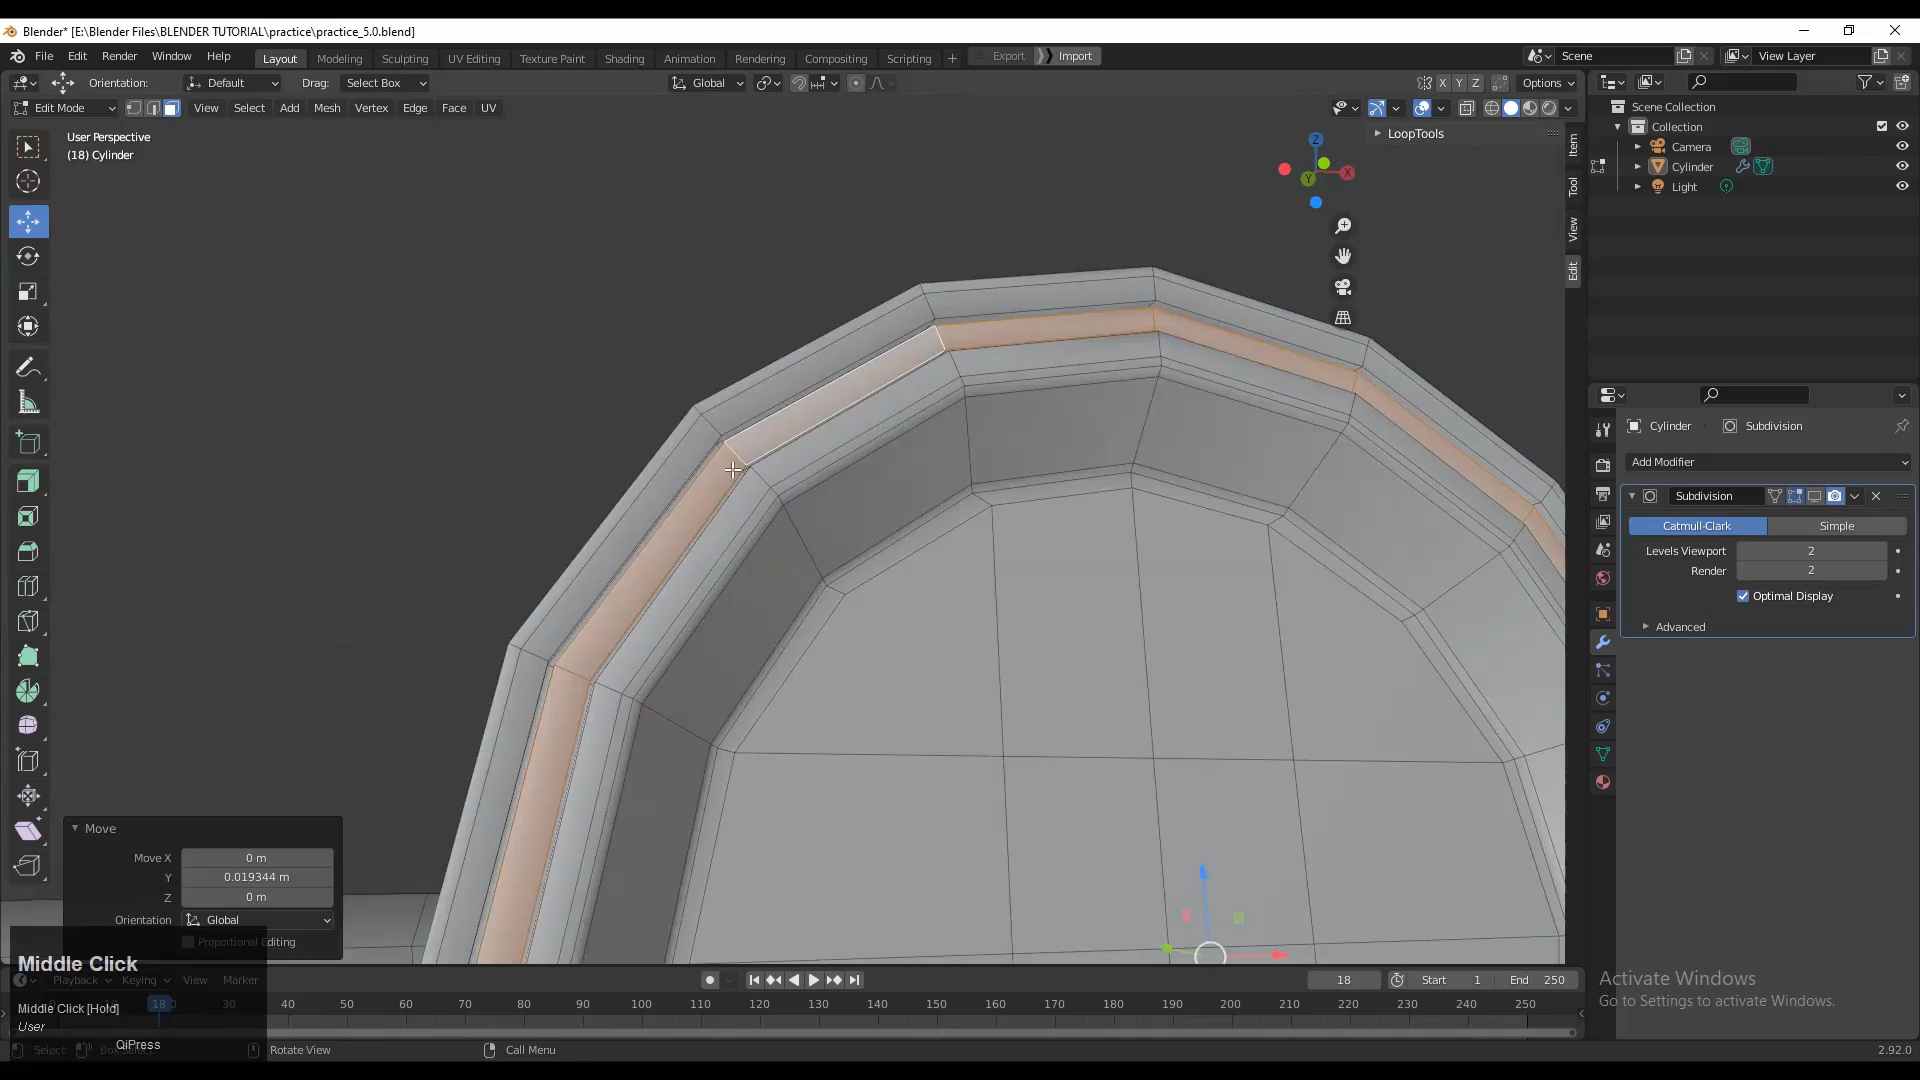 Blender* [E:\Blender Files\BLENDER TUTORIAL\practice\practice_5.0.blend]
File Edit Render Window Help Layout Modeling Sculpting UV Editing Texture Paint Shading Animation Rendering Compositing Scripting + Export Import Scene View Layer
Orientation: Default Drag: Select Box Global X Y Z Options
Edit Mode View Select Add Mesh Vertex Edge Face UV
User Perspective
(18) Cylinder
LoopTools
Z
X
Y
Item
Tool
View
Edit
Scene Collection
Collection
Camera
Cylinder
Light
Cylinder Subdivision
Add Modifier
Subdivision
Catmull-Clark Simple
Levels Viewport 2
Render 2
Optimal Display
Advanced
Move
Move X 0 m
Y 0.019344 m
Z 0 m
Orientation Global
Proportional Editing
Middle Click
Playback Keying View Marker 18 Start 1 End 250
18 30 40 50 60 70 80 90 100 110 120 130 140 150 160 170 180 190 200 210 220 230 240 250
Middle Click [Hold]
User
QiPress
Select Box Select Rotate View Call Menu 2.92.0
Activate Windows
Go to Settings to activate Windows.